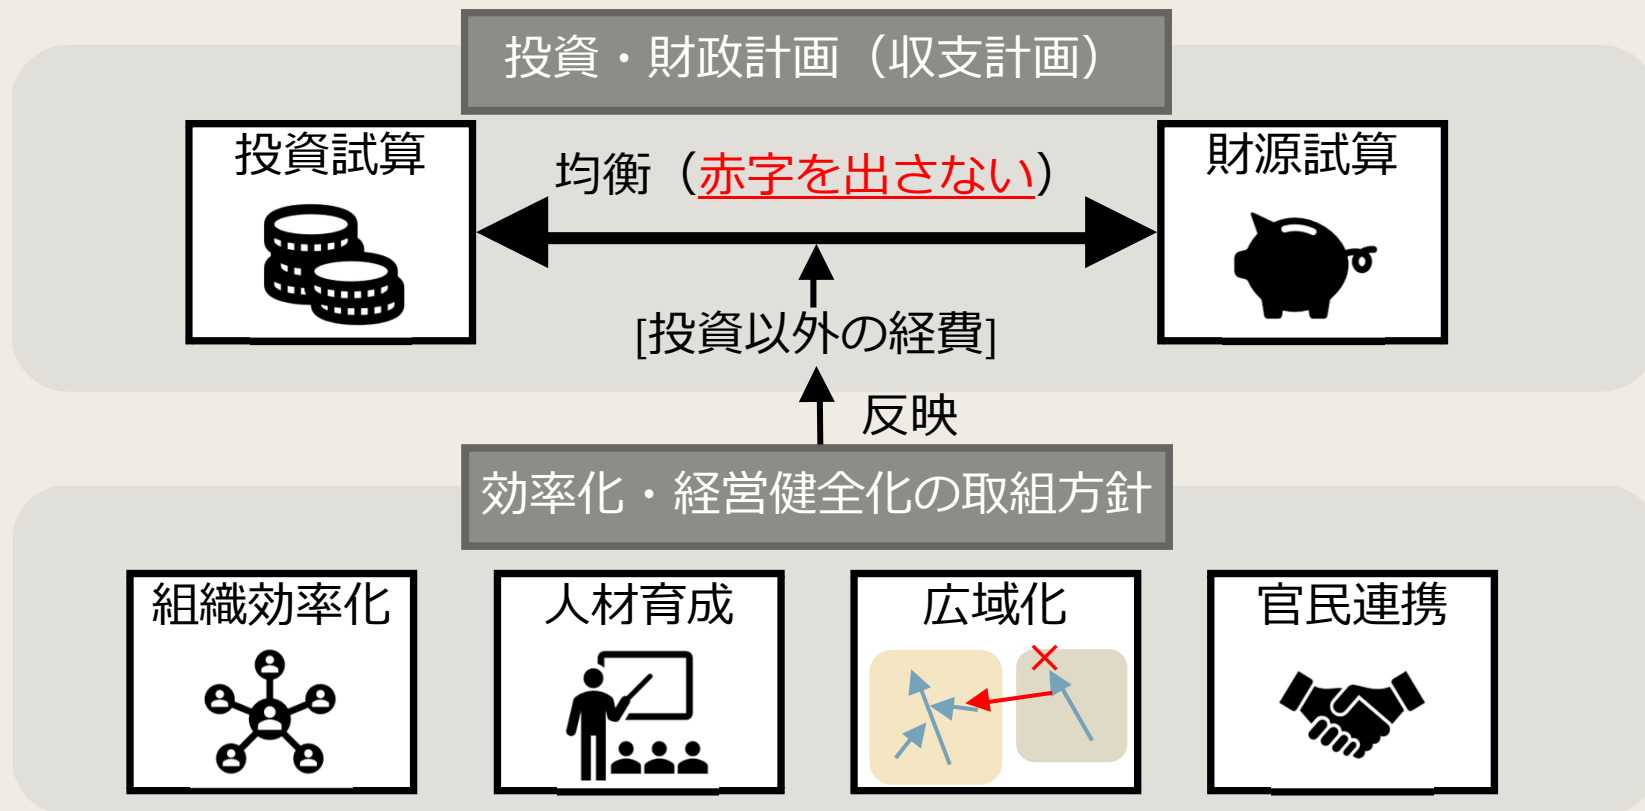 投資・財政計画（収支計画）
投資試算
均衡（赤字を出さない）
財源試算
[投資以外の経費]
反映
効率化・経営健全化の取組方針
組織効率化
人材育成
広域化
官民連携